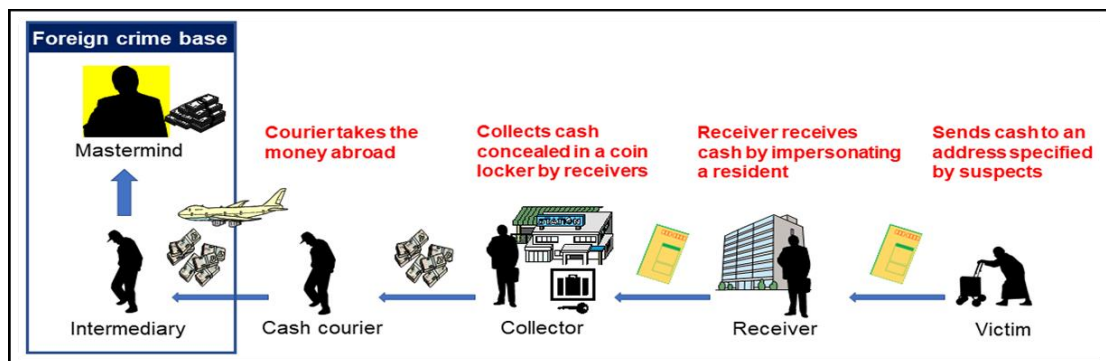 Foreign crime base
Mastermind
Courier takes the
money abroad
Collects cash
concealed in a coin
locker by receivers
Receiver receives
cash by impersonating
a resident
Sends cash to an
address specified
by suspects
Intermediary
Cash courier
Collector
Receiver
Victim